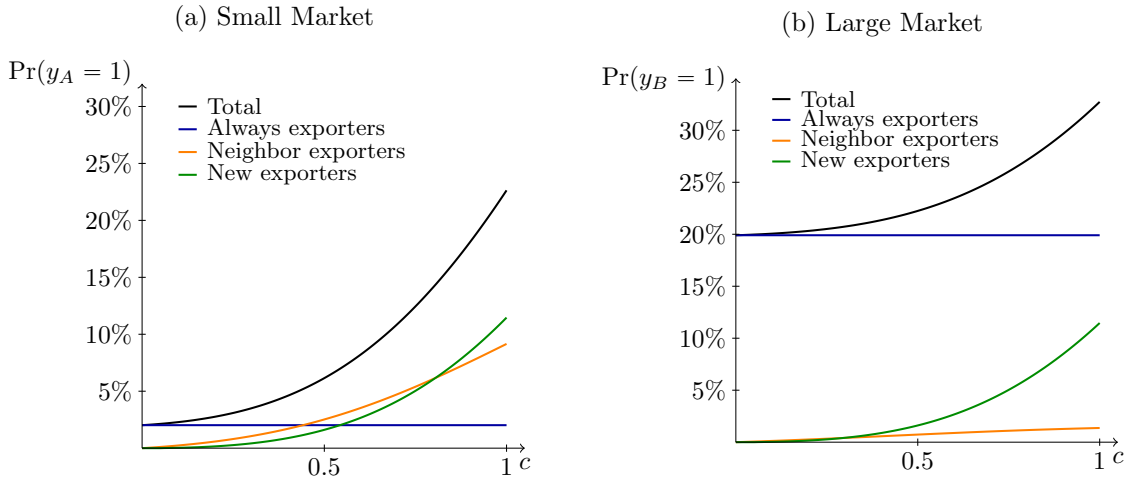 (a) Small Market
Pr(y_A = 1)
30%
25%
20%
15%
10%
5%
Total
Always exporters
Neighbor exporters
New exporters
0.5
1
c
(b) Large Market
Pr(y_B = 1)
30%
25%
20%
15%
10%
5%
Total
Always exporters
Neighbor exporters
New exporters
0.5
1
c